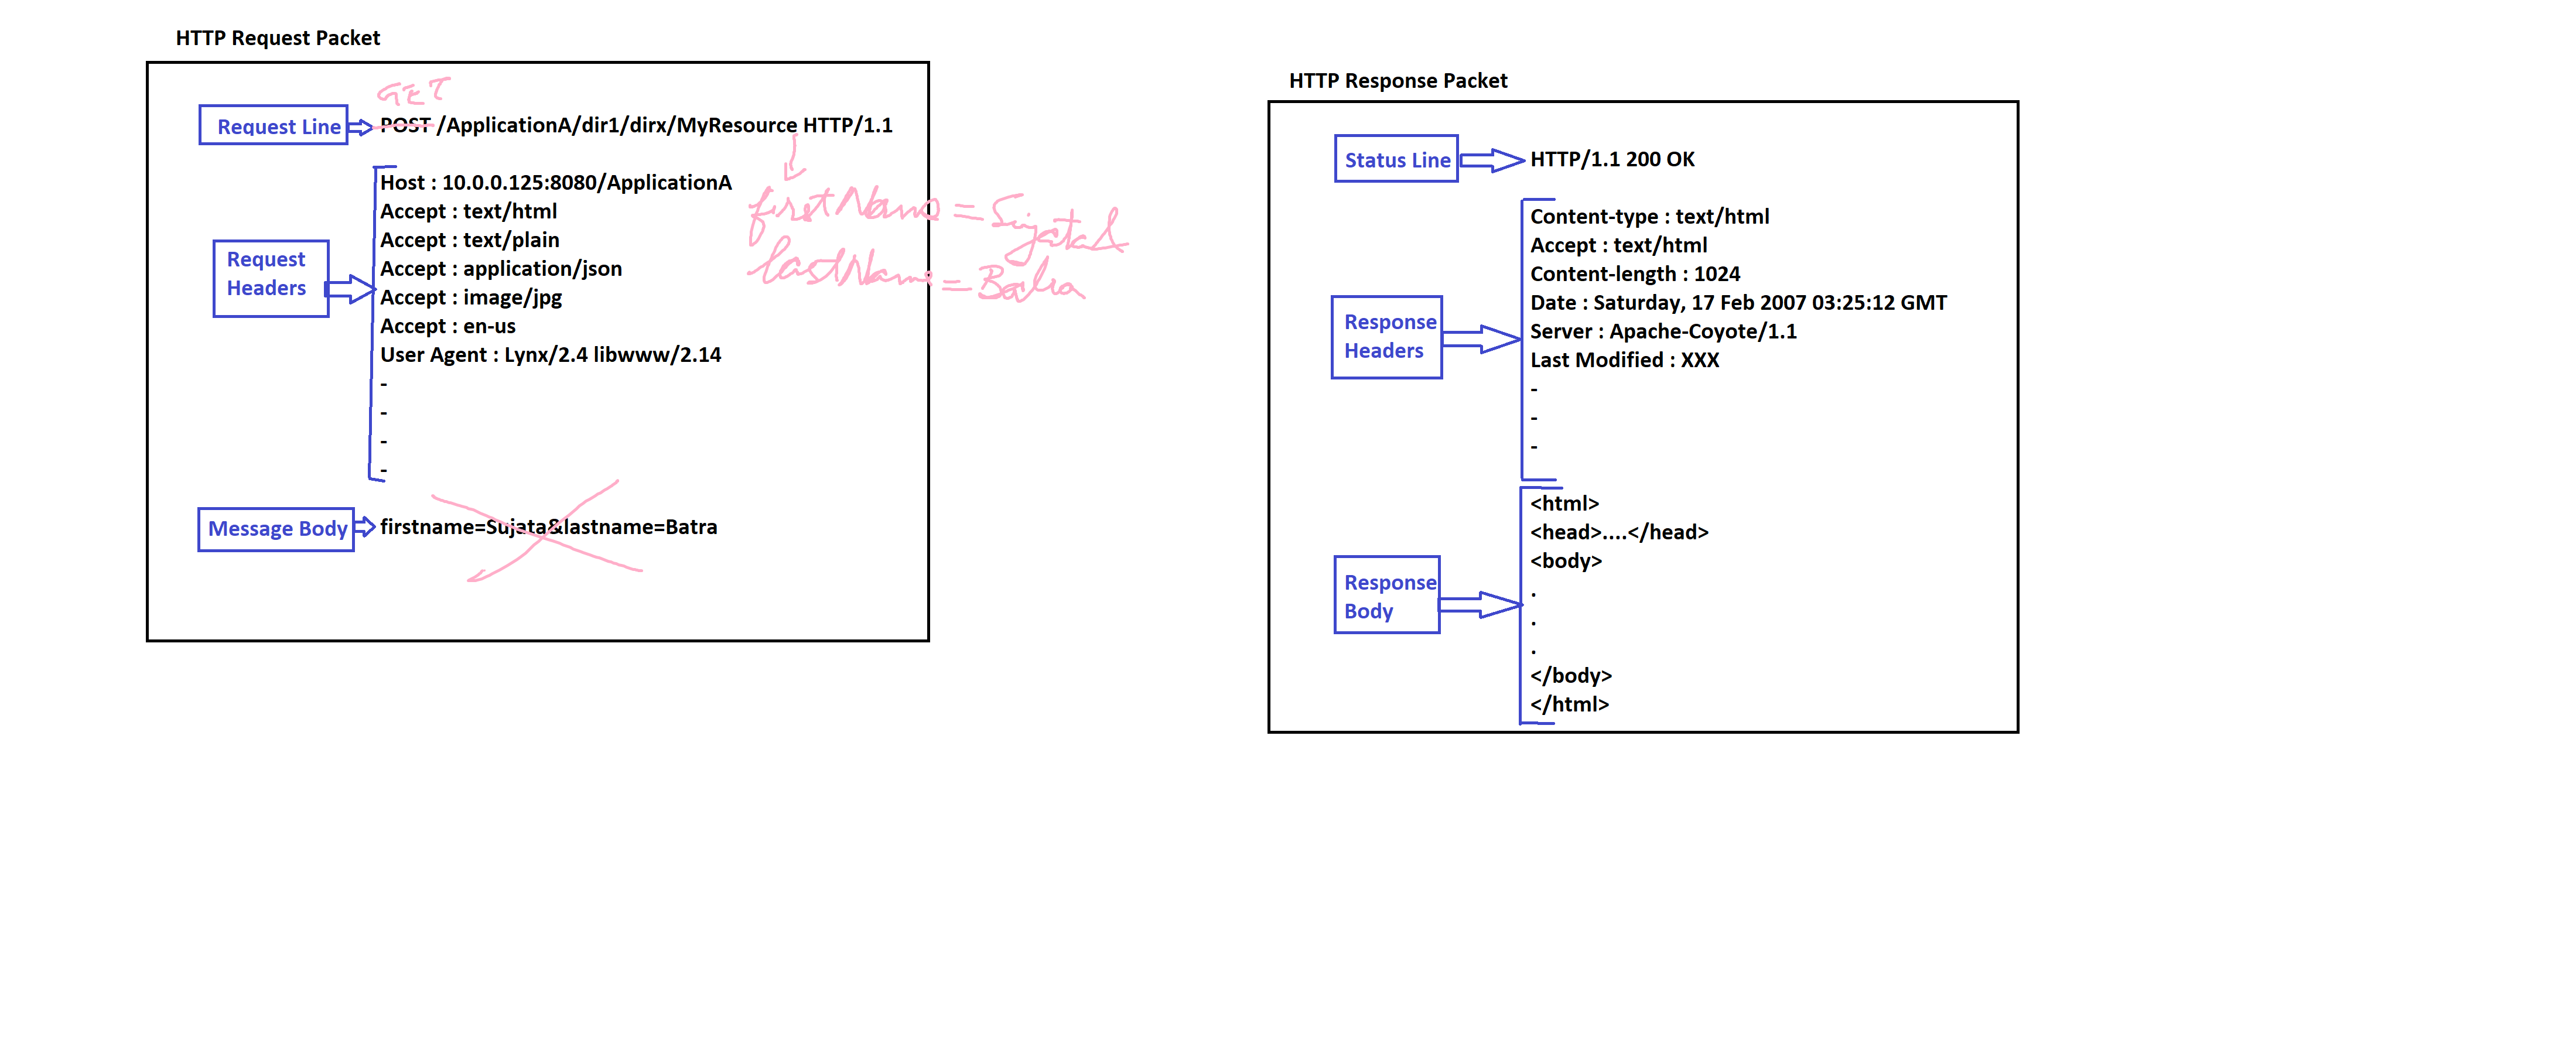 HTTP Request Packet
GET
Request Line
POST /ApplicationA/dir1/dirx/MyResource HTTP/1.1
firstName = Sujata&
lastName = Batra
Request
Headers
Host : 10.0.0.125:8080/ApplicationA
Accept : text/html
Accept : text/plain
Accept : application/json
Accept : image/jpg
Accept : en-us
User Agent : Lynx/2.4 libwww/2.14
-
-
-
-
Message Body
firstname=Sujata&lastname=Batra
HTTP Response Packet
Status Line
HTTP/1.1 200 OK
Response
Headers
Content-type : text/html
Accept : text/html
Content-length : 1024
Date : Saturday, 17 Feb 2007 03:25:12 GMT
Server : Apache-Coyote/1.1
Last Modified : XXX
-
-
-
Response
Body
<html>
<head>....</head>
<body>
.
.
.
</body>
</html>